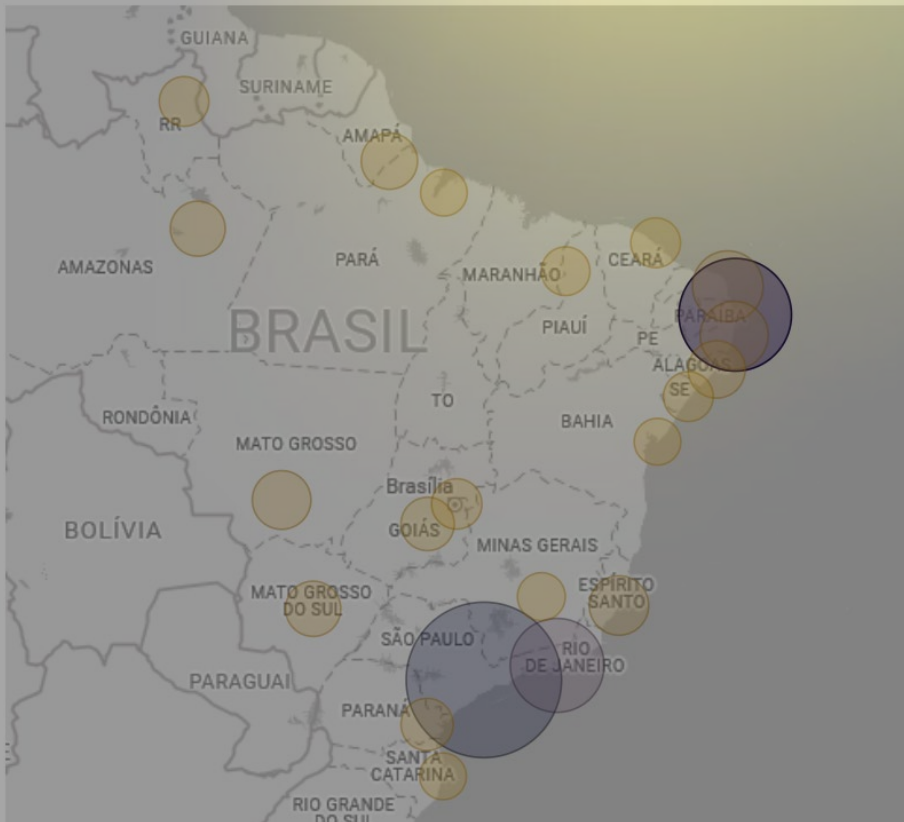 GUIANA
SURINAME
RR
AMAPÁ
AMAZONAS
PARÁ
MARANHÃO
CEARÁ
BRASIL
PARAÍBA
PIAUÍ
PE
ALAGOAS
SE
TO
RONDÔNIA
BAHIA
MATO GROSSO
Brasília
GOIÁS
BOLÍVIA
MINAS GERAIS
MATO GROSSO
DO SUL
ESPÍRITO
SANTO
SÃO PAULO
RIO
DE JANEIRO
PARAGUAI
PARANÁ
SANTA
CATARINA
RIO GRANDE
DO SUL